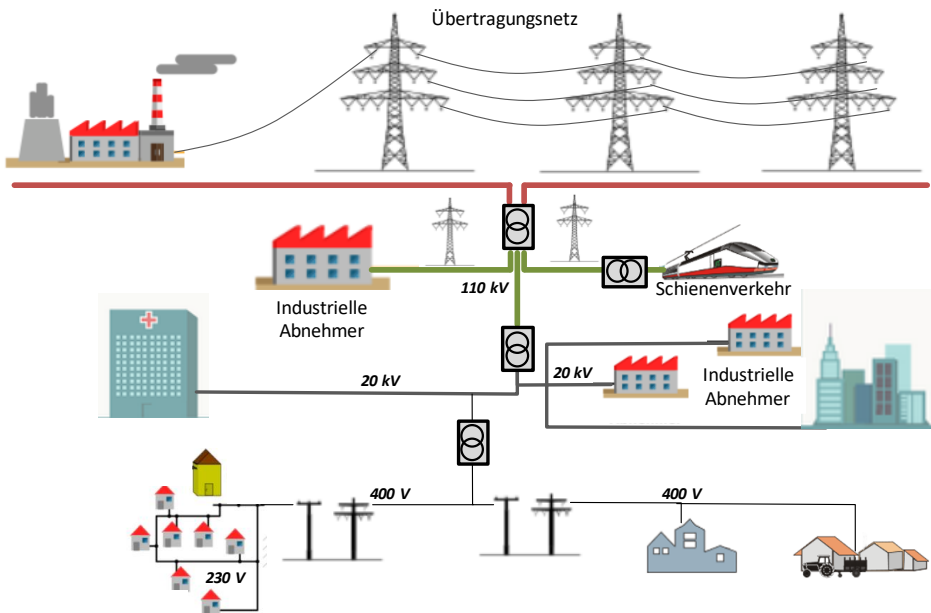 Übertragungsnetz
110 kV
Schienenverkehr
Industrielle
Abnehmer
20 kV
20 kV
Industrielle
Abnehmer
400 V
400 V
230 V